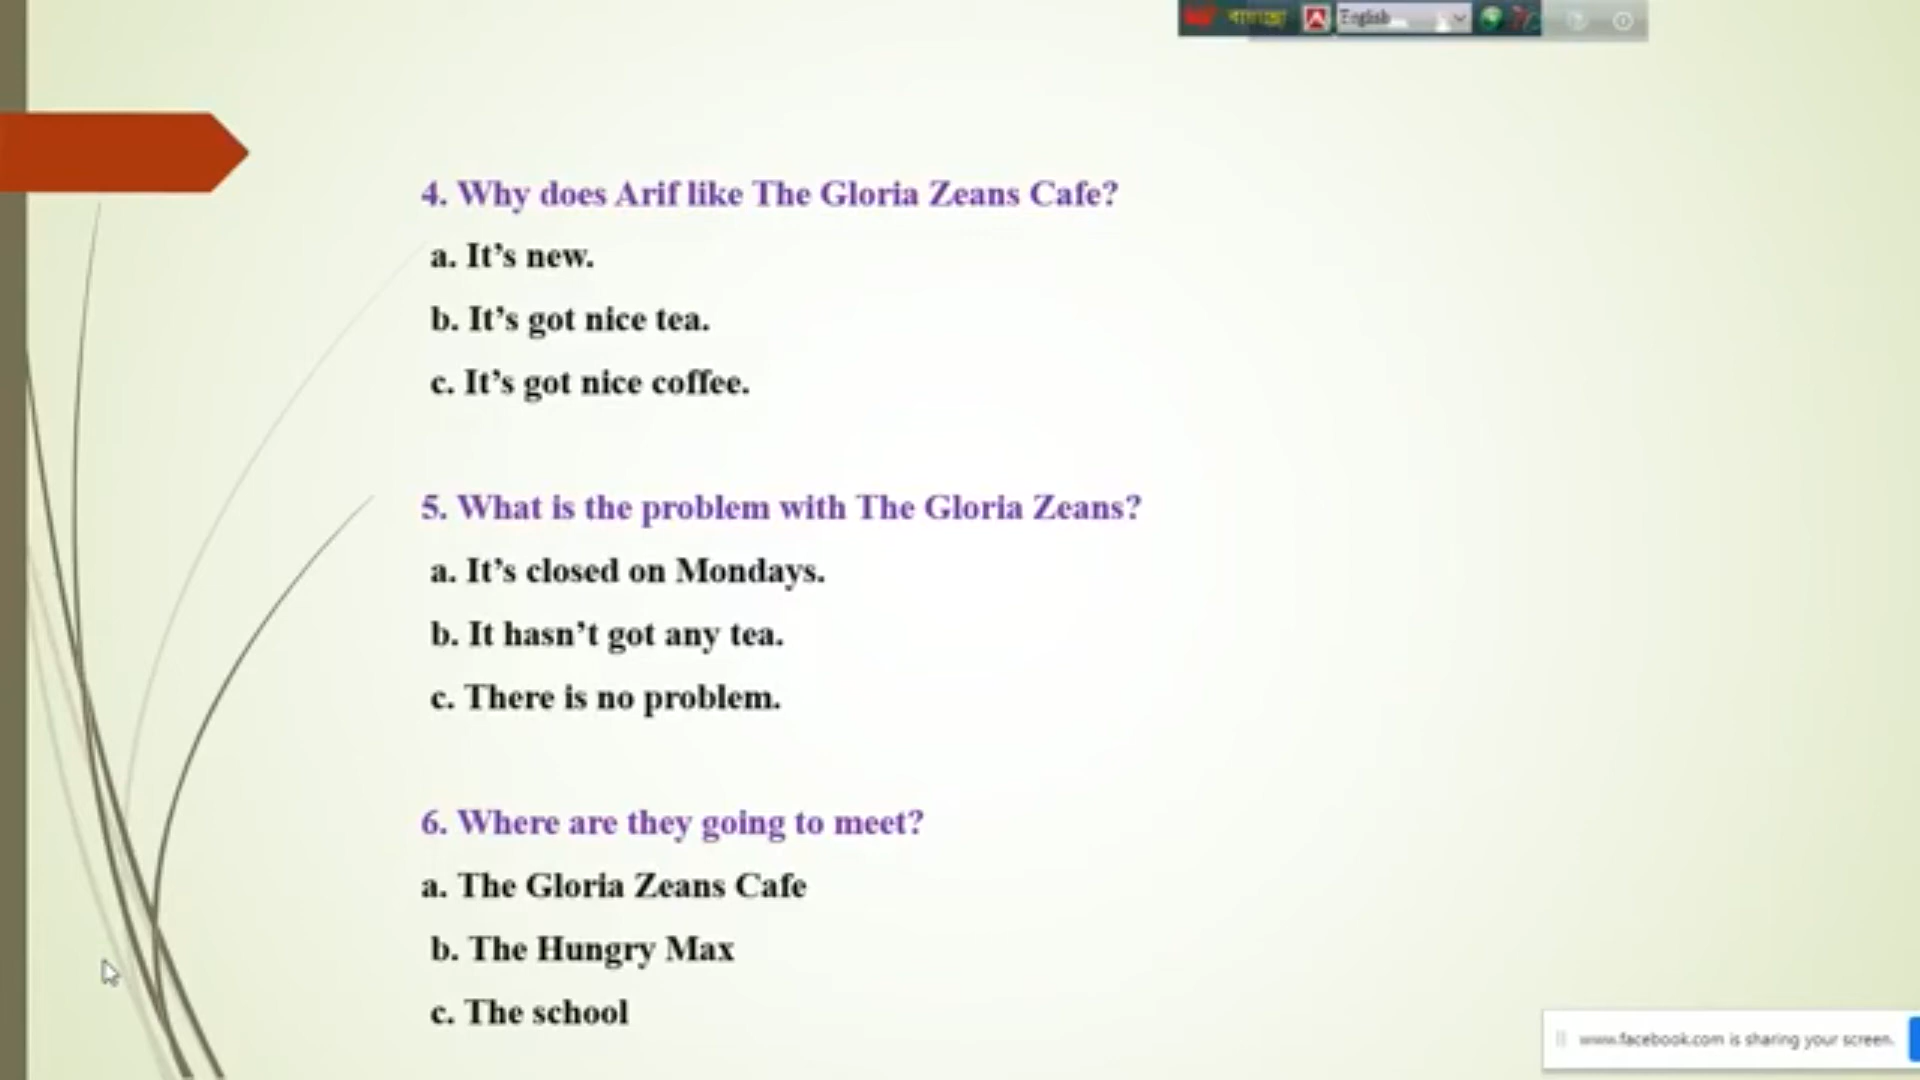 বায়ান্নো English
4. Why does Arif like The Gloria Zeans Cafe?
a. It’s new.
b. It’s got nice tea.
c. It’s got nice coffee.
5. What is the problem with The Gloria Zeans?
a. It’s closed on Mondays.
b. It hasn’t got any tea.
c. There is no problem.
6. Where are they going to meet?
a. The Gloria Zeans Cafe
b. The Hungry Max
c. The school
www.facebook.com is sharing your screen.